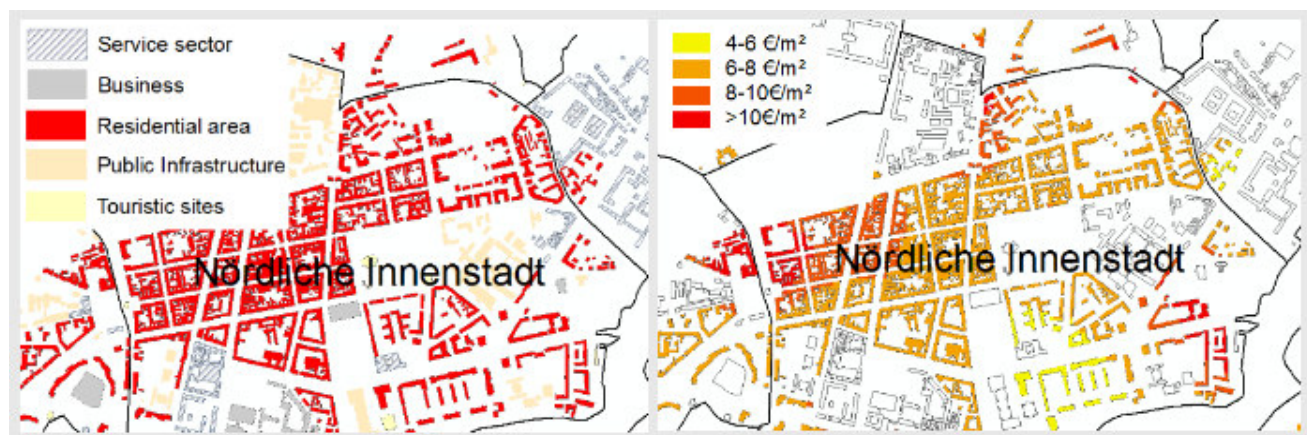 Service sector
Business
Residential area
Public Infrastructure
Touristic sites
Nördliche Innenstadt
4-6 €/m²
6-8 €/m²
8-10€/m²
>10€/m²
Nördliche Innenstadt